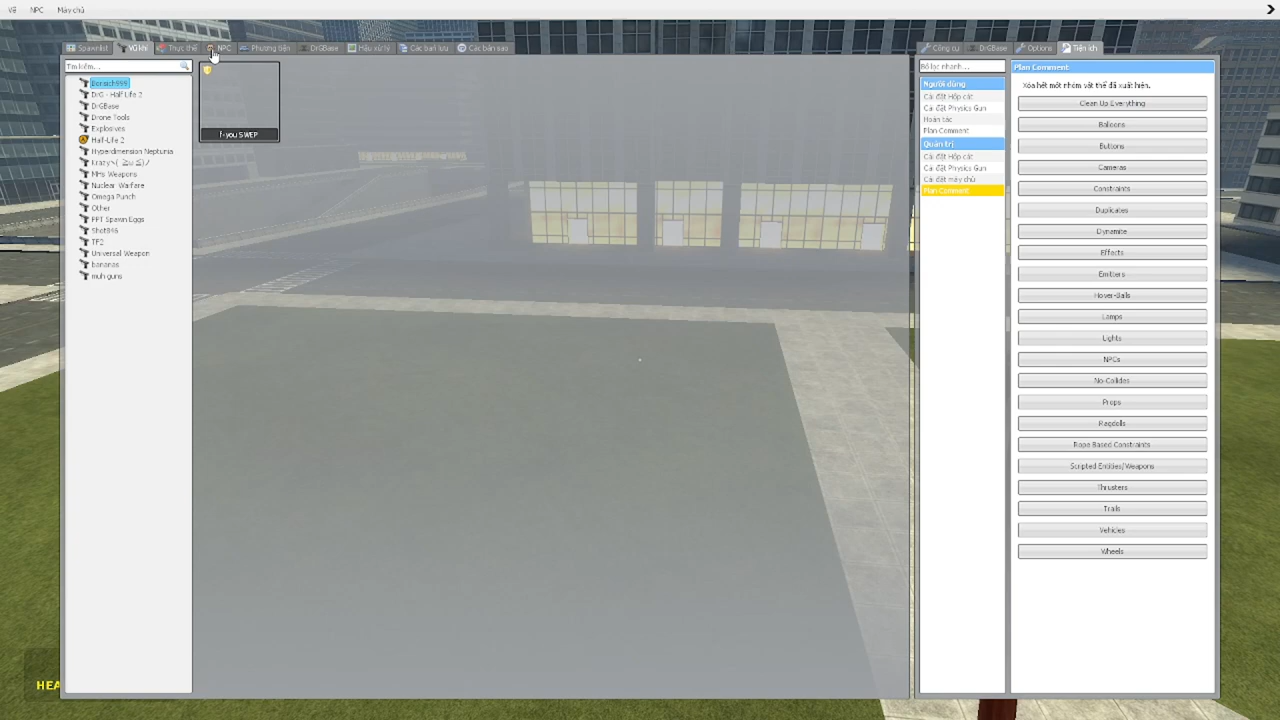 Vẽ NPC Máy chủ
Spawnlist Vũ khí Thực thể NPC Phương tiện DrGBase Hậu xử lí Các bản lưu Các bản sao
Tìm kiếm...
Dorsich999
DrG - Half Life 2
DrGBase
Drone Tools
Explosives
Half-Life 2
Hyperdimension Neptunia
MHs Weapons
Nuclear Warfare
Omega Punch
Other
PPT Spawn Eggs
Shot846
TF2
Universal Weapon
bananas
muh guns
f-you SWEP
HEA
Công cụ DrGBase Options Tiện ích
Bộ lọc nhanh...
Người dùng
Cài đặt Hộp cát
Cài đặt Physics Gun
Hoàn tác
Plan Comment
Quản trị
Cài đặt Hộp cát
Cài đặt Physics Gun
Cài đặt máy chủ
Plan Comment
Plan Comment
Xóa hết một nhóm vật thể đã xuất hiện.
Clean Up Everything
Balloons
Buttons
Cameras
Constraints
Duplicates
Dynamite
Effects
Emitters
Hover-Balls
Lamps
Lights
NPCs
No-Collides
Props
Ragdolls
Rope Based Constraints
Scripted Entities/Weapons
Thrusters
Trails
Vehicles
Wheels